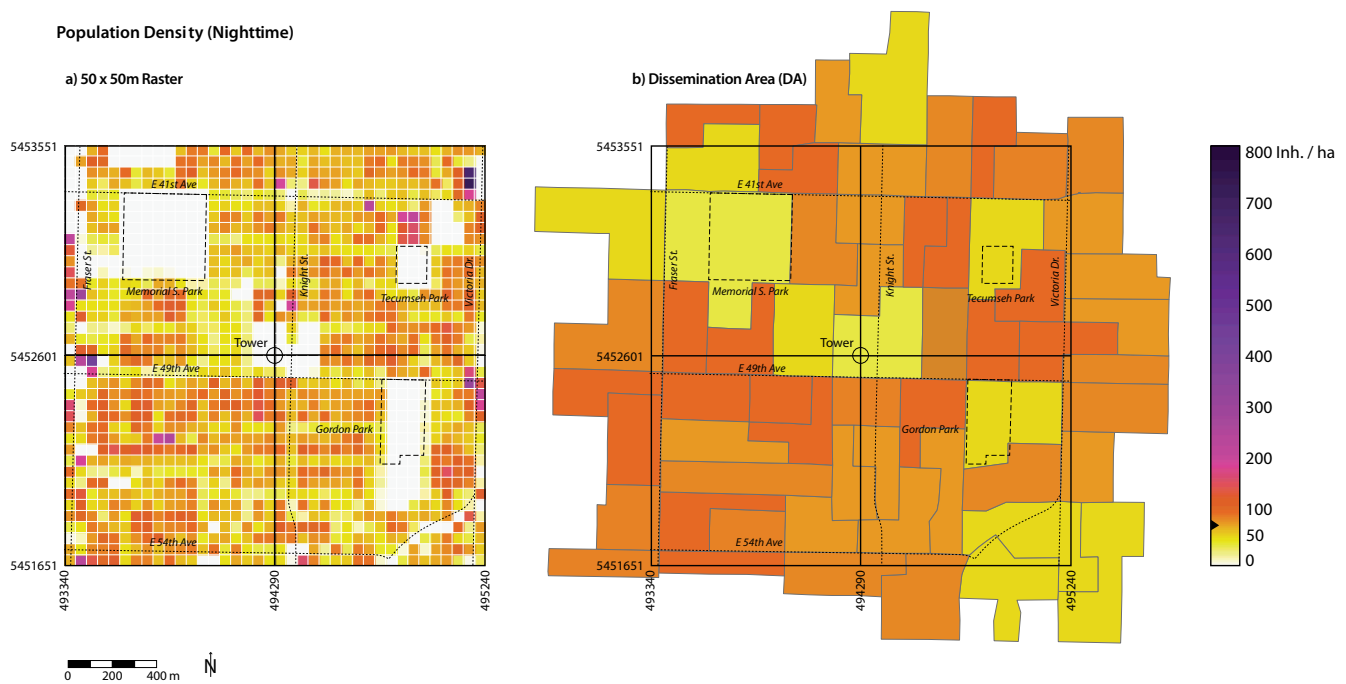 Population Density (Nighttime)
a) 50 x 50m Raster
b) Dissemination Area (DA)
5453551
5452601
5451651
493340
494290
495240
E 41st Ave
Fraser St.
Memorial S. Park
Knight St.
Tecumseh Park
Victoria Dr.
Tower
E 49th Ave
Gordon Park
E 54th Ave
5453551
5452601
5451651
493340
494290
495240
E 41st Ave
Fraser St.
Memorial S. Park
Knight St.
Tecumseh Park
Victoria Dr.
Tower
E 49th Ave
Gordon Park
E 54th Ave
800 Inh. / ha
700
600
500
400
300
200
100
50
0
0 200 400 m
N